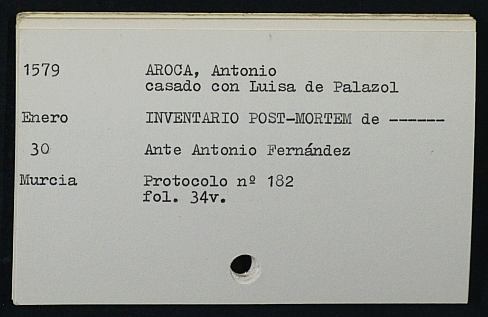 1579 AROCA, Antonio
casado con Luisa de Palazol
Enero INVENTARIO POST-MORTEM de ------
30 Ante Antonio Fernández
Murcia Protocolo nº 182
fol. 34v.